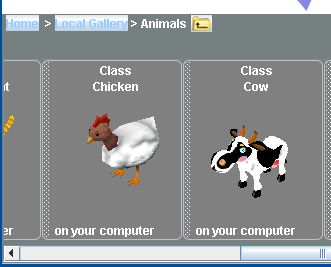 Home > Local Gallery > Animals
Class
Chicken
on your computer
Class
Cow
on your computer